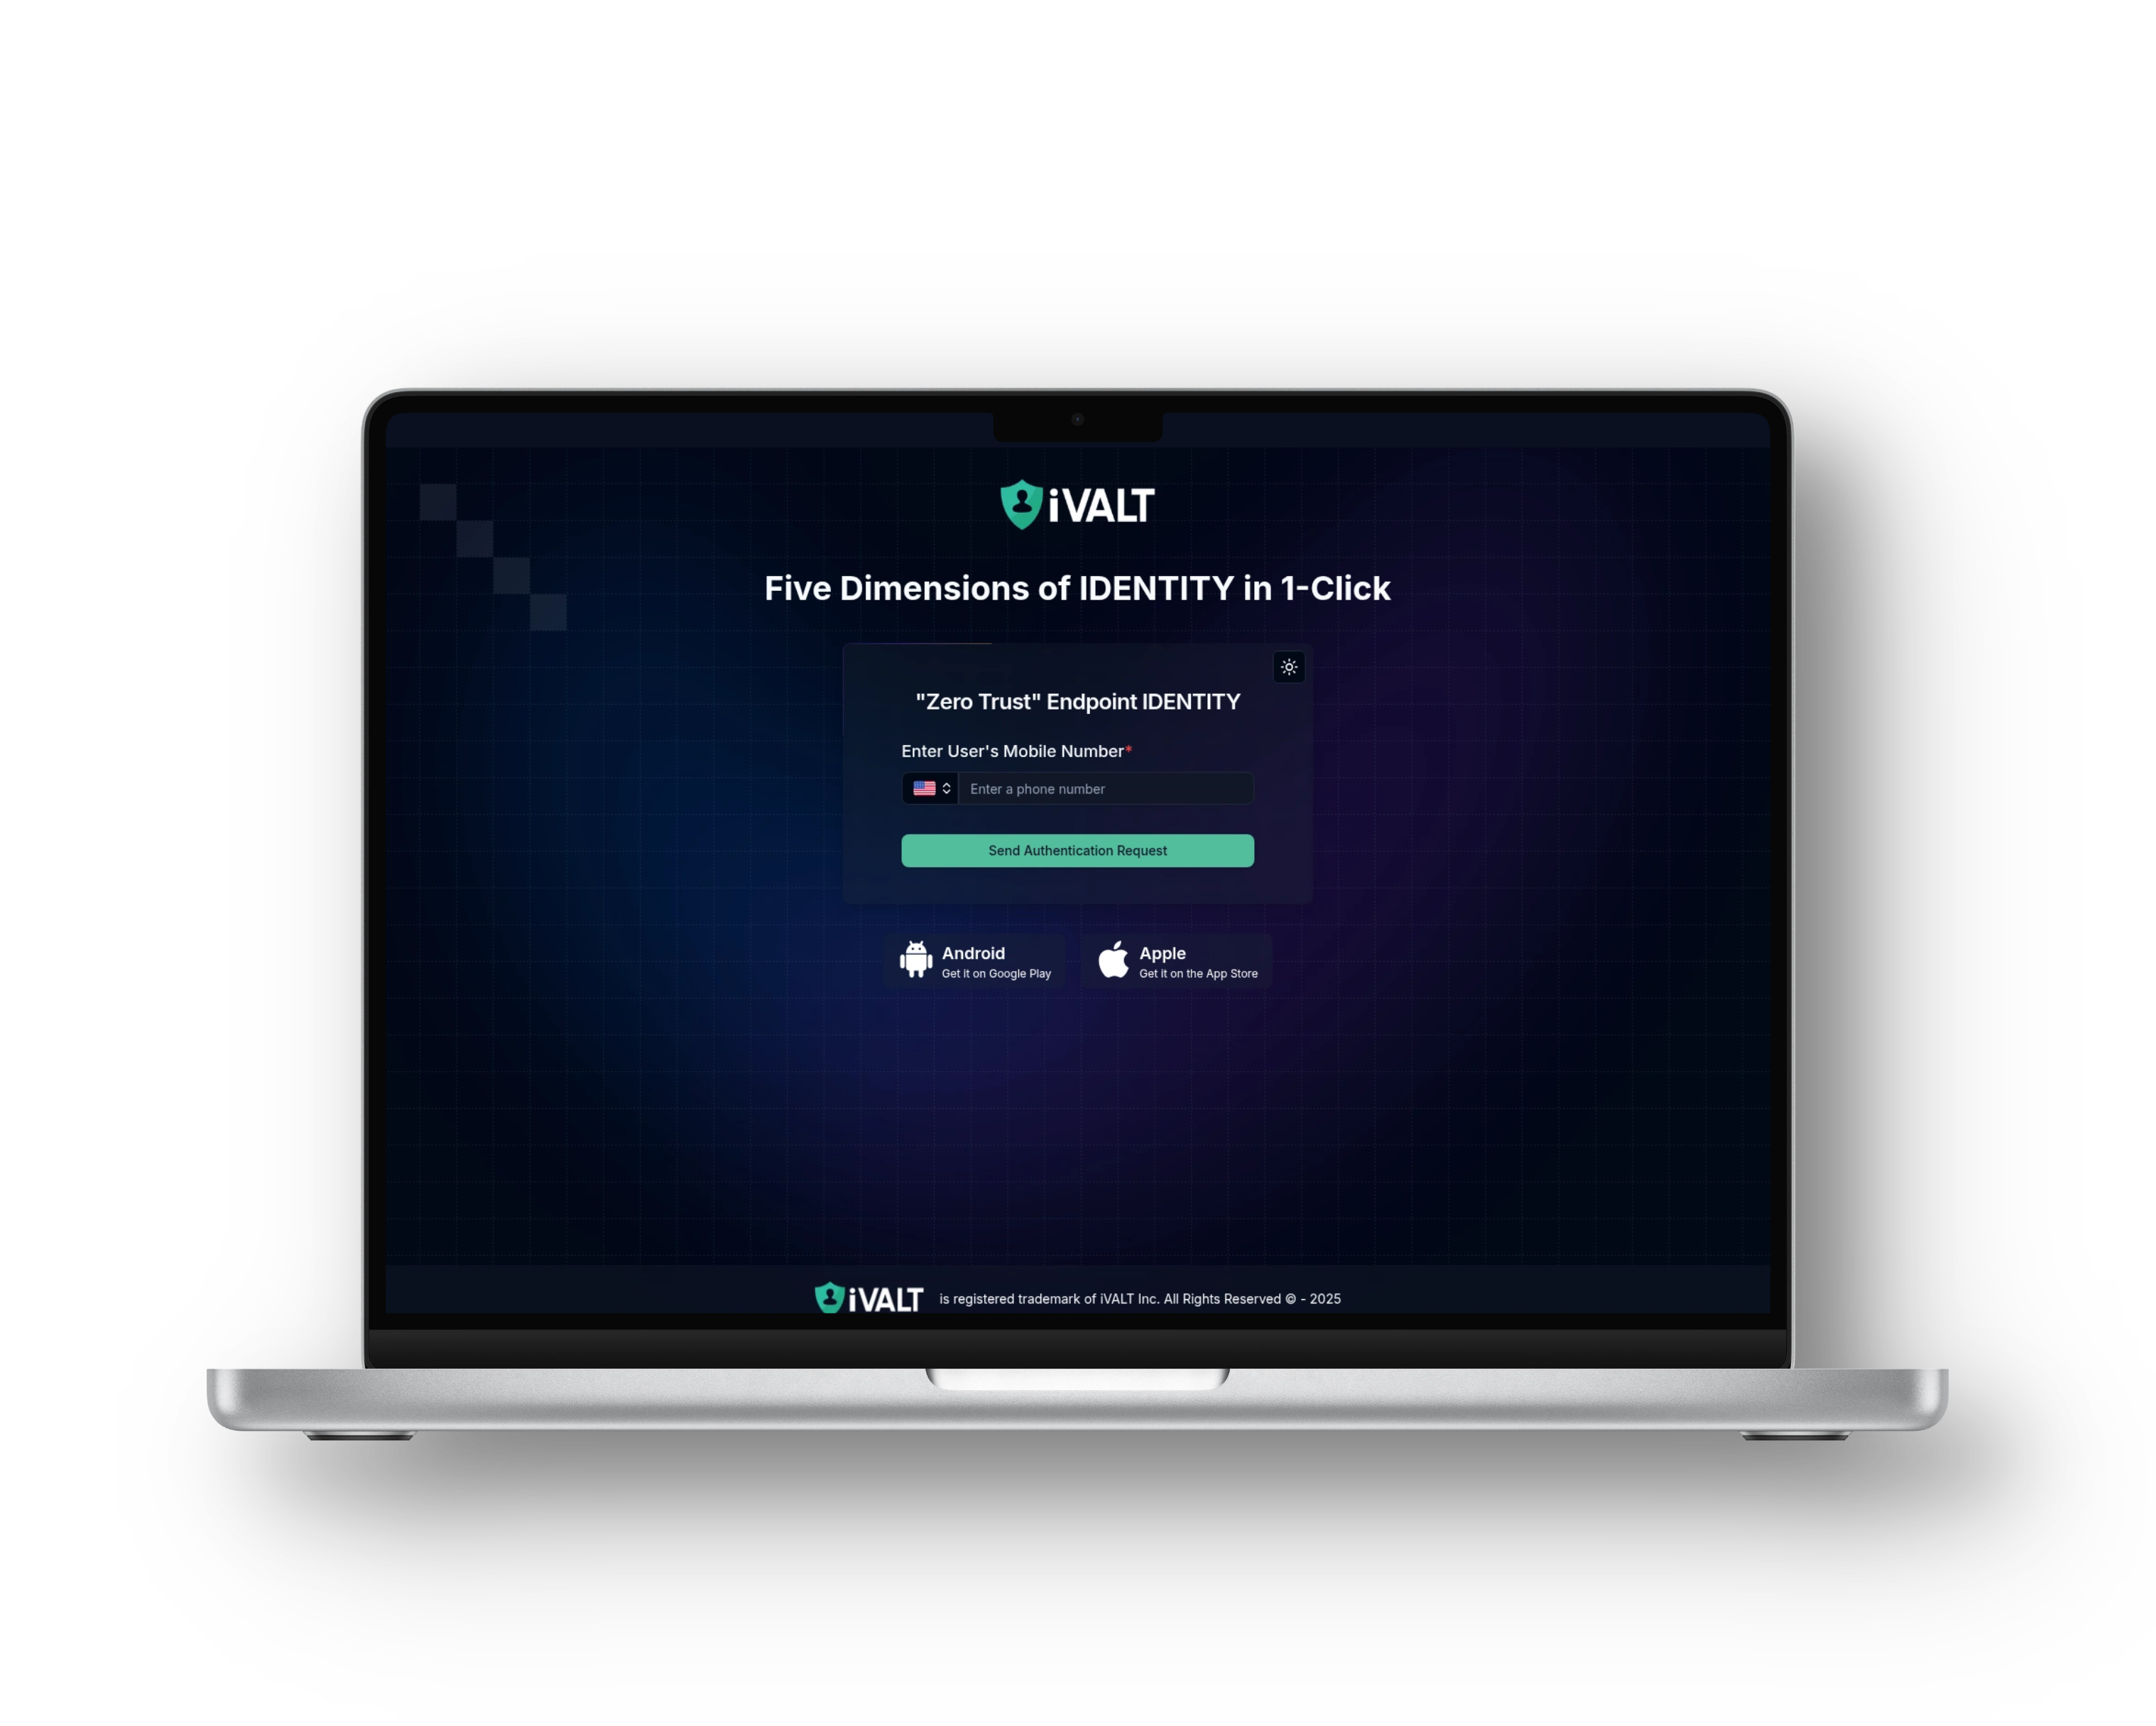 iVALT
Five Dimensions of IDENTITY in 1-Click
"Zero Trust" Endpoint IDENTITY
Enter User's Mobile Number*
Enter a phone number
Send Authentication Request
Android
Get it on Google Play
Apple
Get it on the App Store
iVALT is registered trademark of iVALT Inc. All Rights Reserved © - 2025